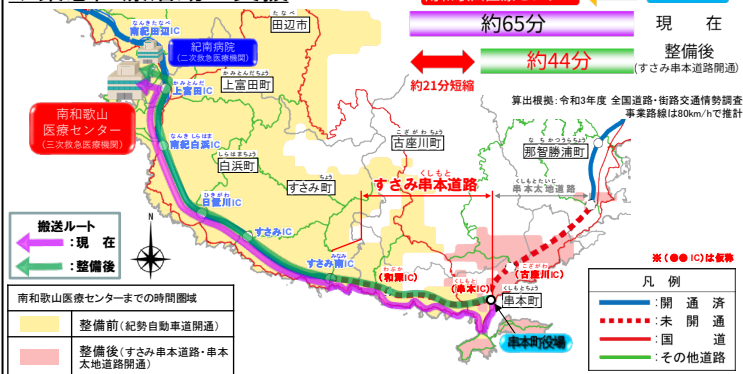 約65分
現 在
約44分
整備後
(すさみ串本道路開通)
約21分短縮
算出根拠:令和3年度 全国道路・街路交通情勢調査
事業路線は80km/hで推計
なんきたなべ
南紀田辺IC
紀南病院
(二次救急医療機関)
田辺市
かみとんだ
上富田IC
かみとんだちょう
上富田町
南和歌山
医療センター
(三次救急医療機関)
なんきしらはま
南紀白浜IC
しらはまちょう
白浜町
すさみ町
こざがわちょう
古座川町
なちかつうらちょう
那智勝浦町
くしもとたいじ
串本太地道路
くしもと
すさみ串本道路
ひきがわ
日置川IC
すさみIC
みなみ
すさみ南IC
わぶか
(和深IC)
くしもと
(串本IC)
こざがわ
(古座川IC)
くしもとちょう
串本町
串本町役場
搬送ルート
:現 在
:整備後
N
※(●●IC)は仮称
凡 例
:開 通 済
:未 開 通
:国 道
:その他道路
南和歌山医療センターまでの時間圏域
整備前(紀勢自動車道開通)
整備後(すさみ串本道路・串本
太地道路開通)